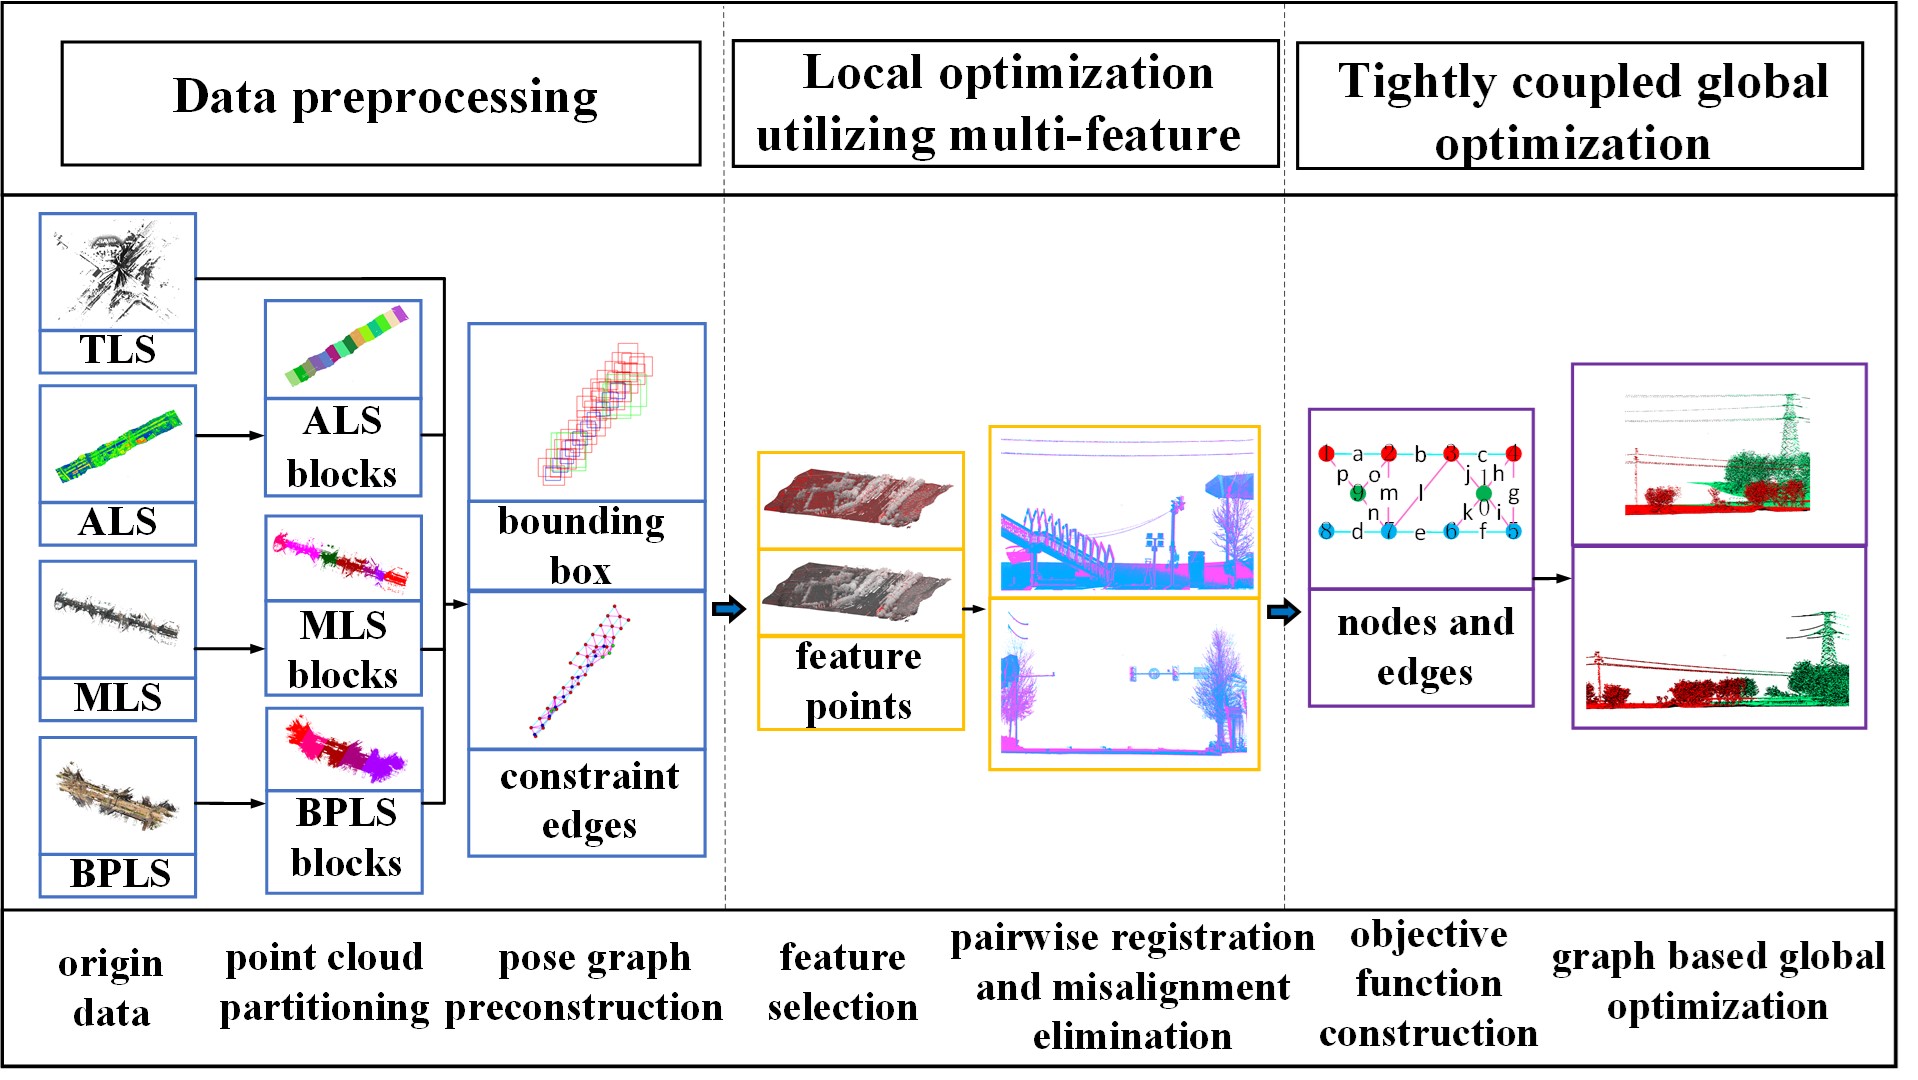 Data preprocessing
Local optimization
utilizing multi-feature
Tightly coupled global
optimization
TLS
ALS
MLS
BPLS
ALS
blocks
MLS
blocks
BPLS
blocks
bounding
box
constraint
edges
feature
points
1 a 2 b 3 c 4
p o j h
9 m l 10 g
n k i
8 d 7 e 6 f 5
nodes and
edges
origin
data
point cloud
partitioning
pose graph
preconstruction
feature
selection
pairwise registration
and misalignment
elimination
objective
function
construction
graph based global
optimization